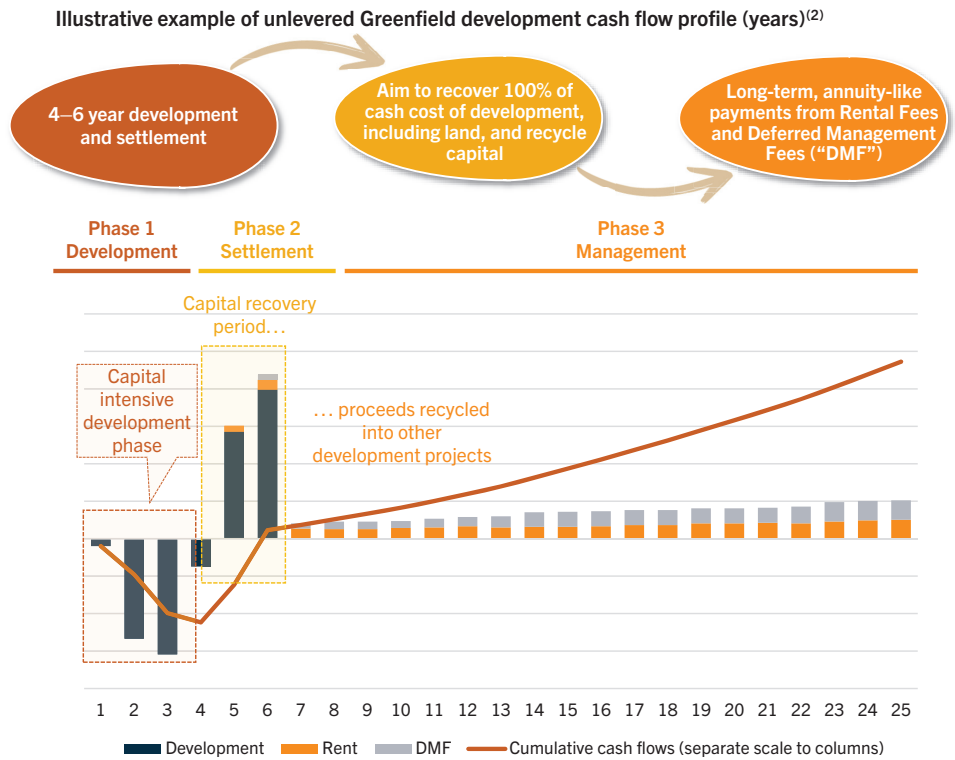 Illustrative example of unlevered Greenfield development cash flow profile (years)(2)
4–6 year development
and settlement
Aim to recover 100% of
cash cost of development,
including land, and recycle
capital
Long-term, annuity-like
payments from Rental Fees
and Deferred Management
Fees (“DMF”)
Phase 1
Development
Phase 2
Settlement
Phase 3
Management
Capital recovery
period...
Capital
intensive
development
phase
... proceeds recycled
into other
development projects
1 2 3 4 5 6 7 8 9 10 11 12 13 14 15 16 17 18 19 20 21 22 23 24 25
Development Rent DMF Cumulative cash flows (separate scale to columns)